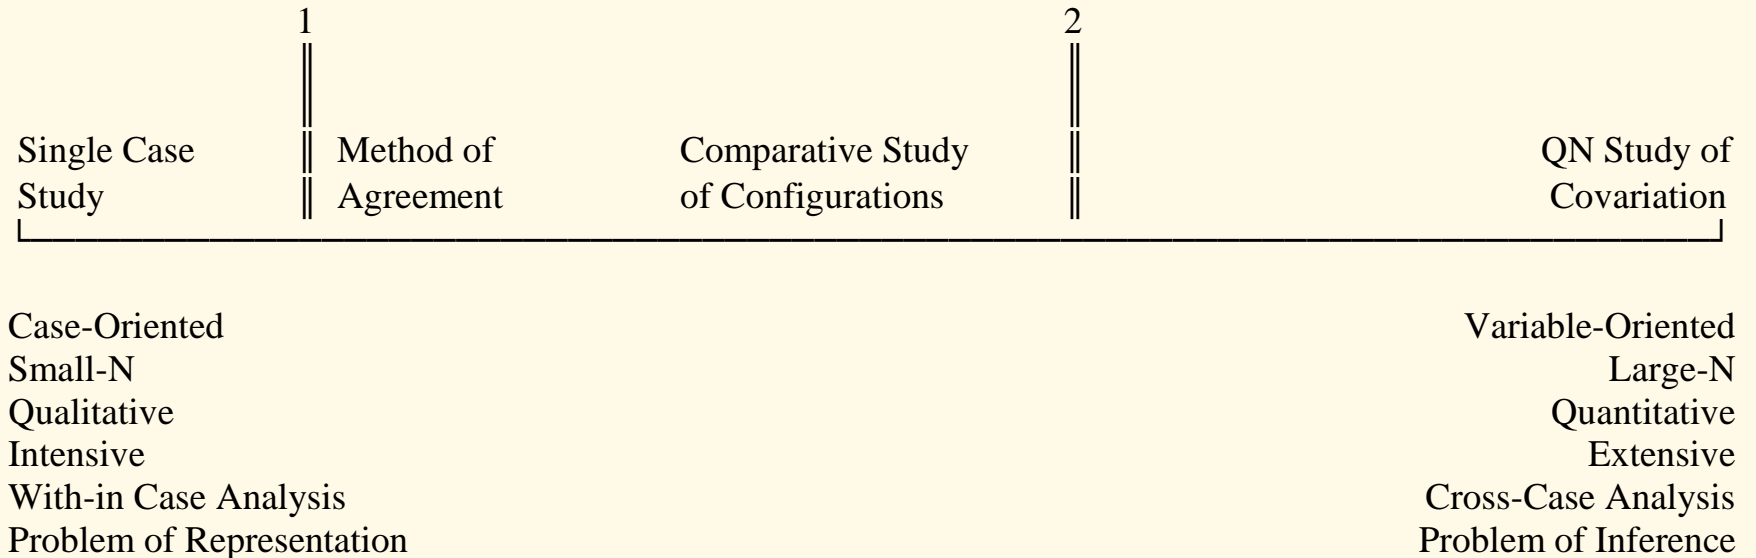 1 2
Single Case Method of Comparative Study QN Study of
Study Agreement of Configurations Covariation
Case-Oriented Variable-Oriented
Small-N Large-N
Qualitative Quantitative
Intensive Extensive
With-in Case Analysis Cross-Case Analysis
Problem of Representation Problem of Inference